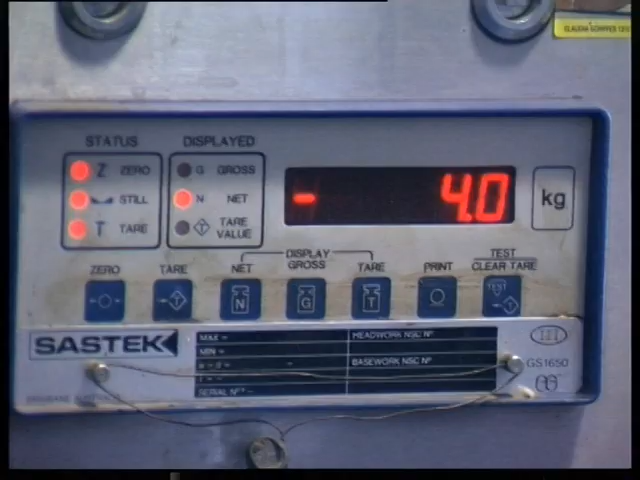 STATUS DISPLAYED
Z ZERO G GROSS
STILL N NET
T TARE T TARE VALUE
- 4.0 kg
DISPLAY
ZERO TARE NET GROSS TARE PRINT TEST
CLEAR TARE
N G T TEST
T
SASTEK
MAX = HEADWORK NSC Nº
MIN =
BASEWORK NSC Nº
SERIAL Nº
GS1650